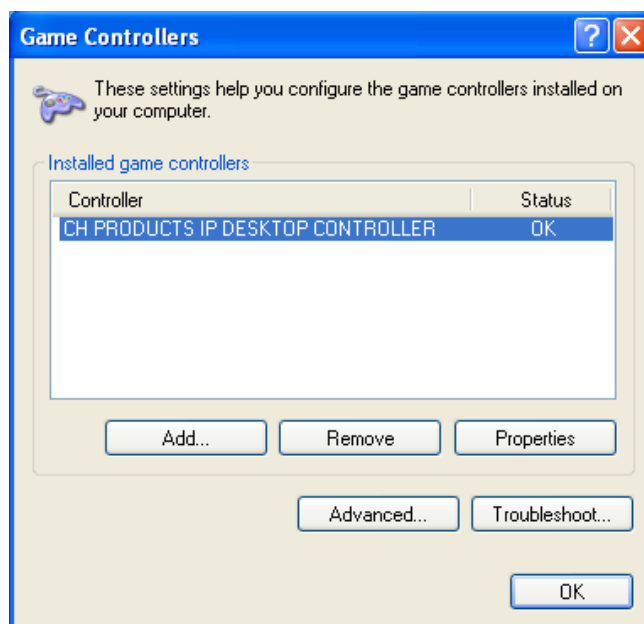 Game Controllers
These settings help you configure the game controllers installed on
your computer.
Installed game controllers
Controller Status
CH PRODUCTS IP DESKTOP CONTROLLER OK
Add... Remove Properties
Advanced... Troubleshoot...
OK